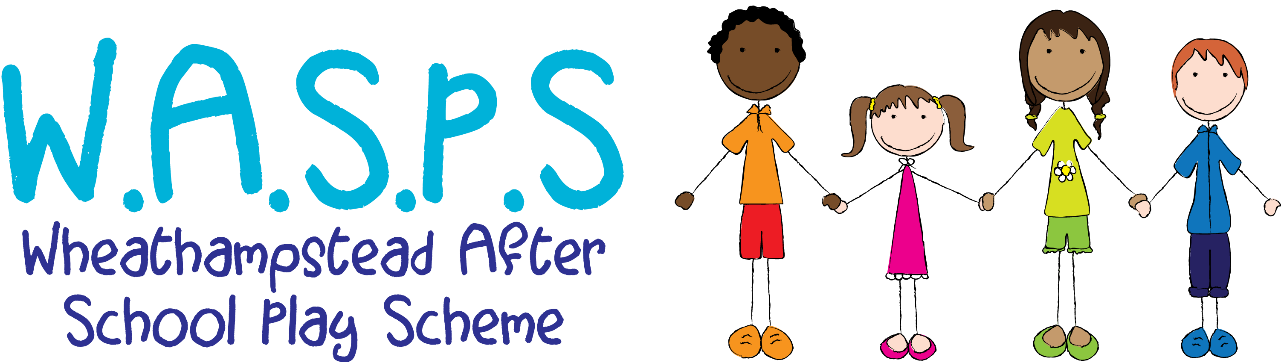 W.A.S.P.S
Wheathampstead After
School Play Scheme